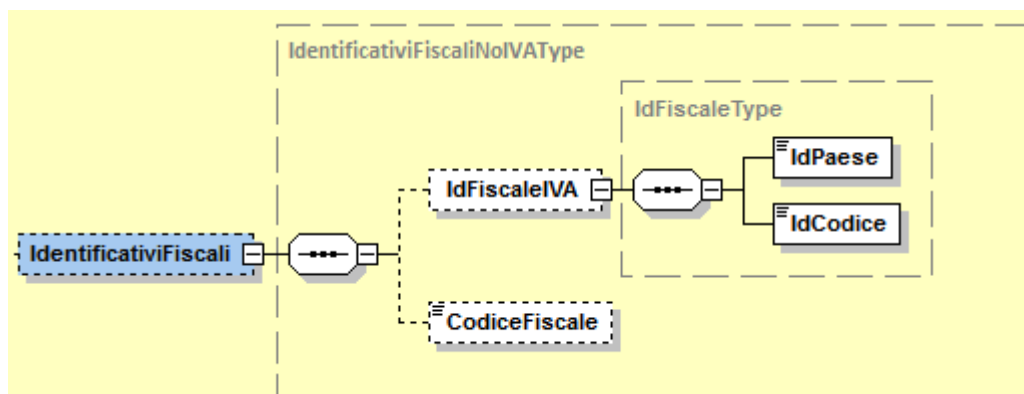 IdentificativiFiscaliNoIVAType
IdFiscaleType
IdPaese
IdFiscaleIVA
IdCodice
IdentificativiFiscali
CodiceFiscale